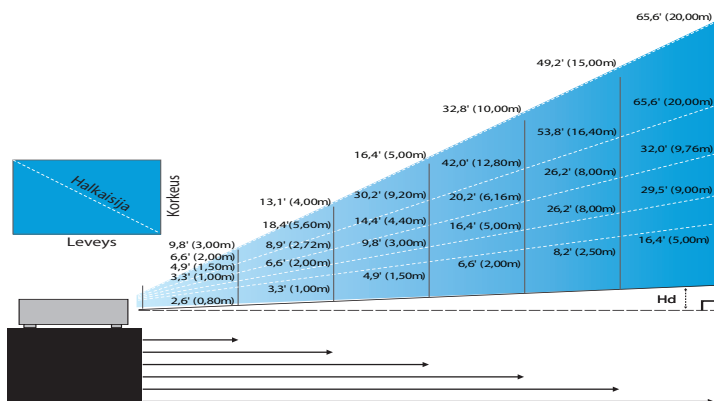 65,6' (20,00m)
49,2' (15,00m)
65,6' (20,00m)
32,8' (10,00m)
53,8' (16,40m)
32,0' (9,76m)
16,4' (5,00m)
42,0' (12,80m)
26,2' (8,00m)
29,5' (9,00m)
13,1' (4,00m)
30,2' (9,20m)
20,2' (6,16m)
26,2' (8,00m)
16,4' (5,00m)
18,4'(5,60m)
14,4' (4,40m)
16,4' (5,00m)
8,2' (2,50m)
9,8' (3,00m)
8,9' (2,72m)
9,8' (3,00m)
6,6' (2,00m)
6,6' (2,00m)
6,6' (2,00m)
4,9' (1,50m)
4,9' (1,50m)
3,3' (1,00m)
3,3' (1,00m)
2,6' (0,80m)
Halkaisija
Korkeus
Leveys
Hd